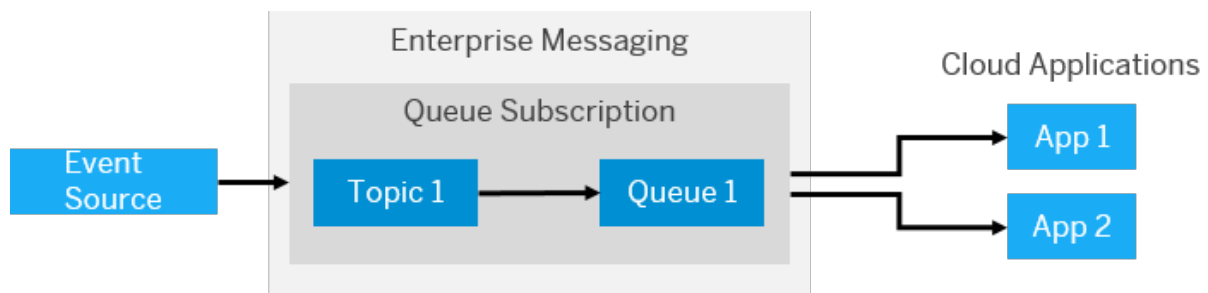 Enterprise Messaging
Cloud Applications
Queue Subscription
Event
Source
Topic 1
Queue 1
App 1
App 2